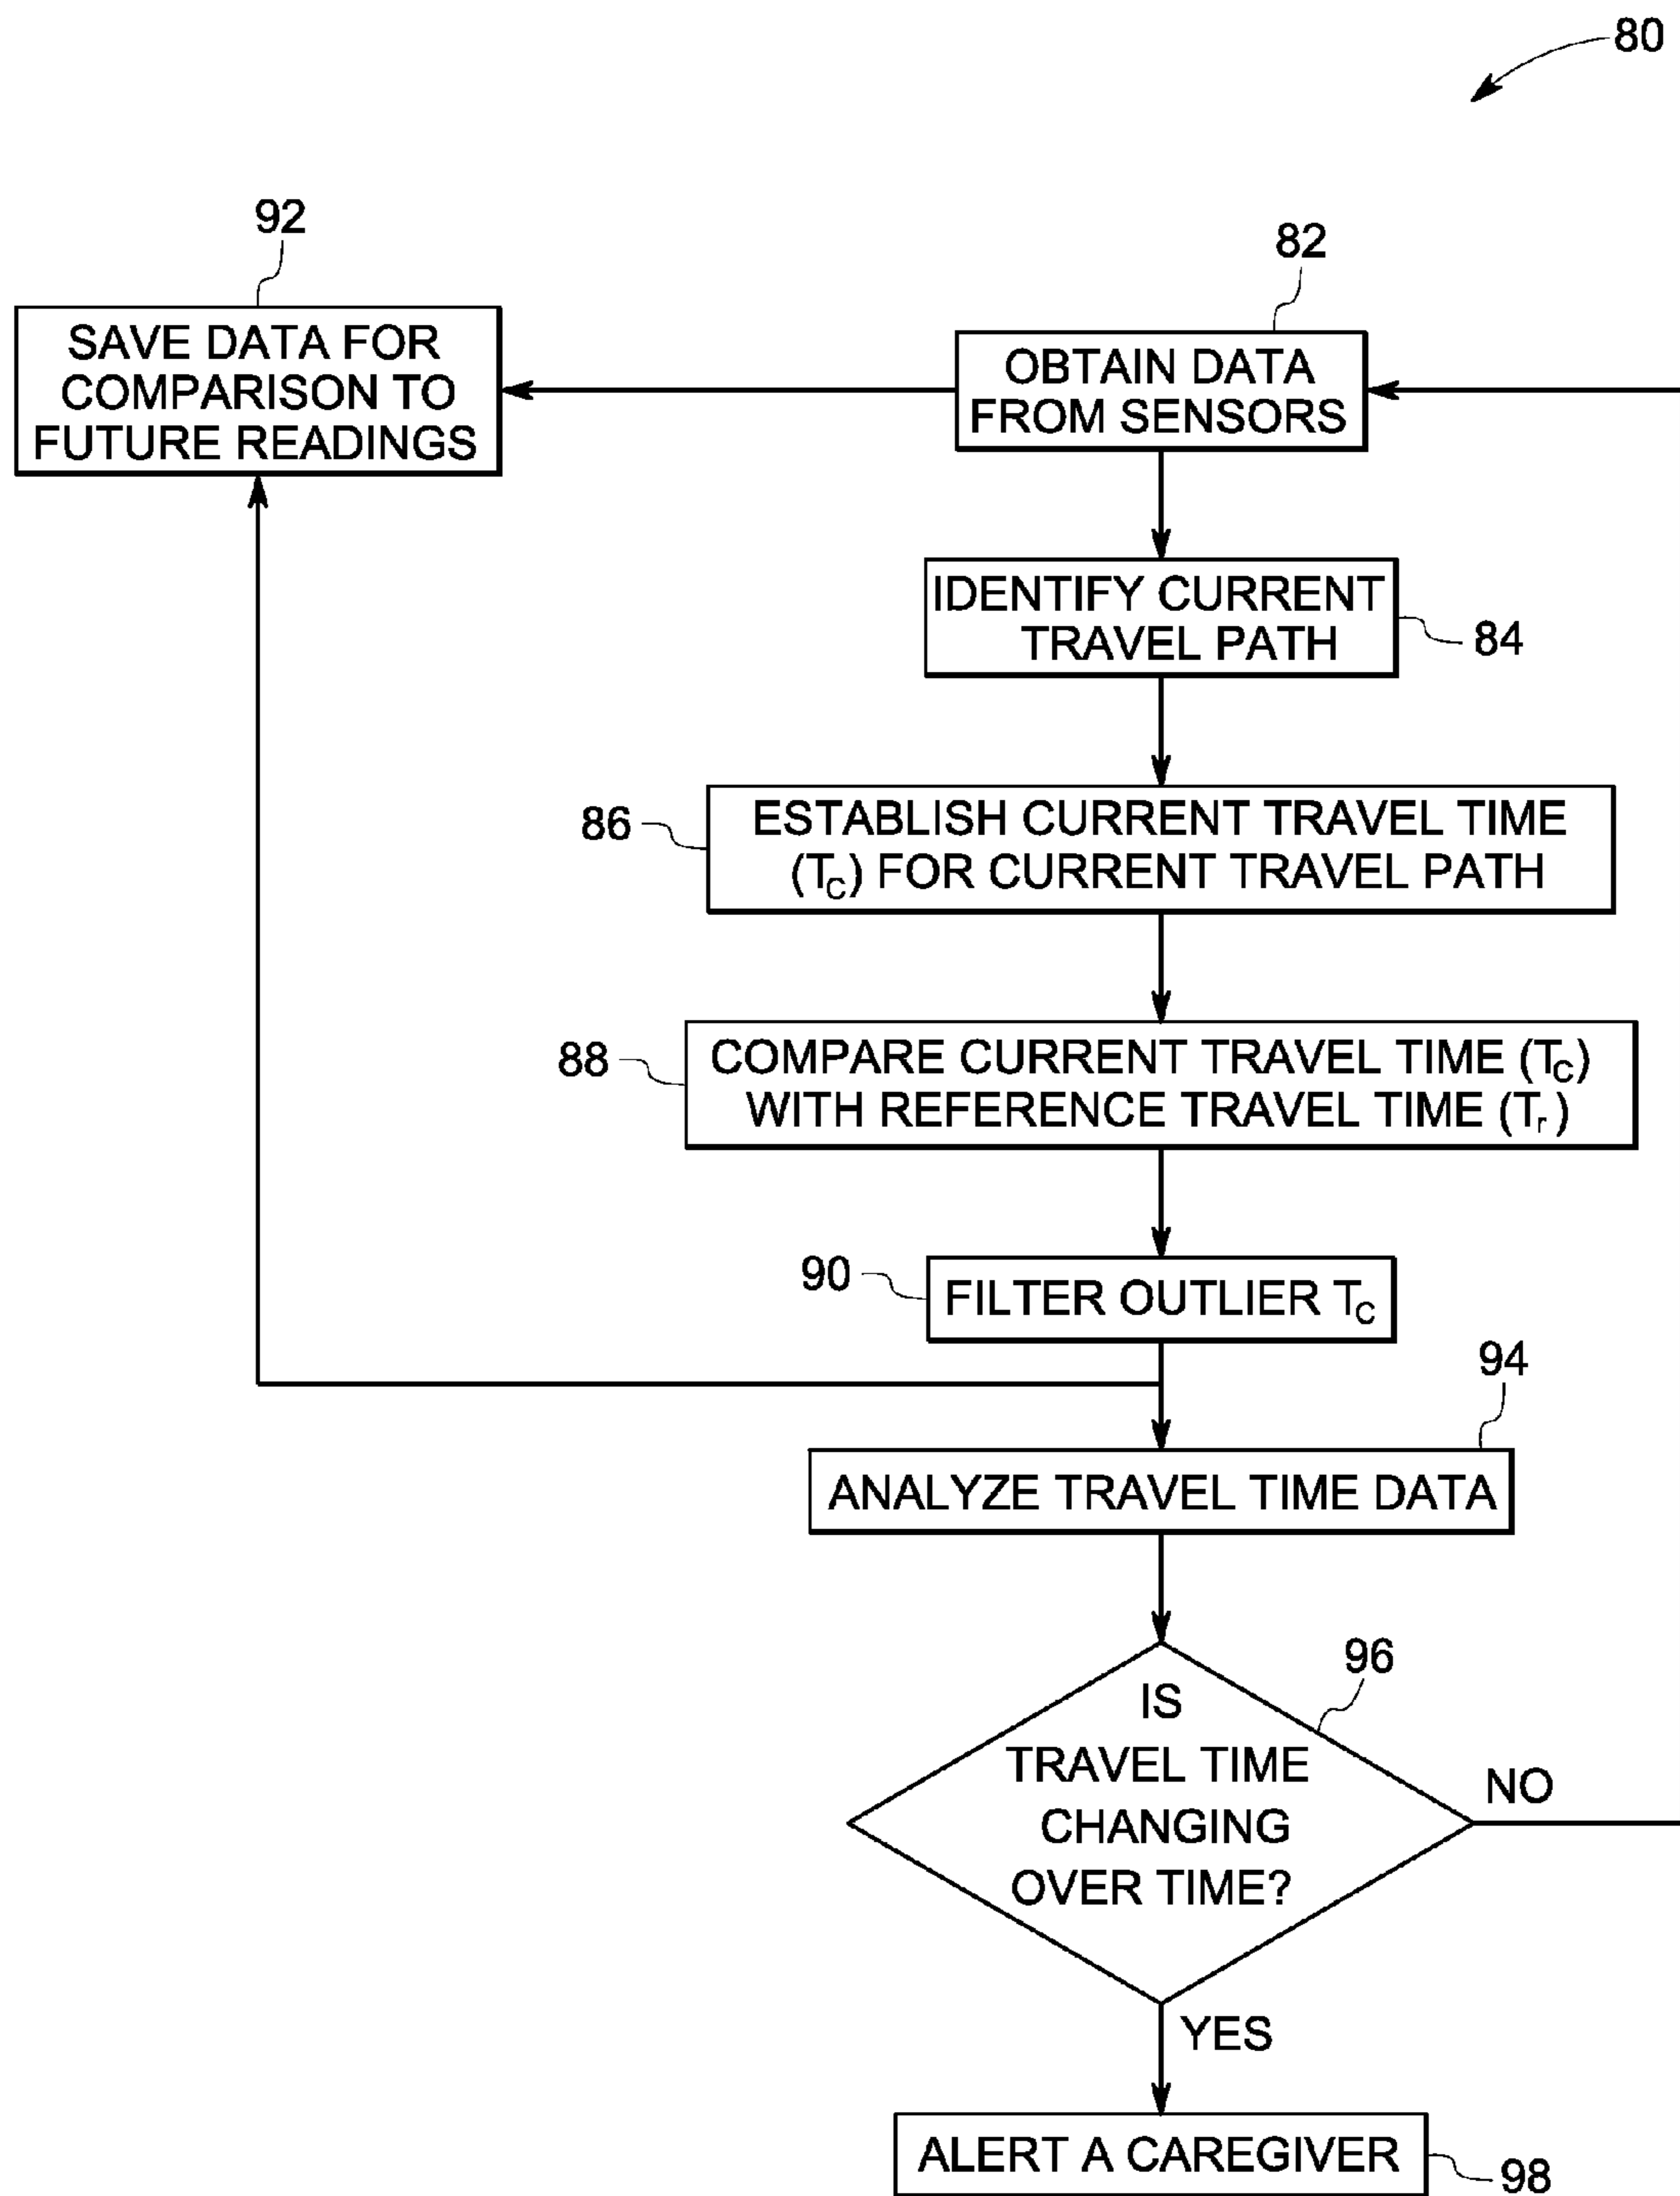 80
92
SAVE DATA FOR
COMPARISON TO
FUTURE READINGS
82
OBTAIN DATA
FROM SENSORS
IDENTIFY CURRENT
TRAVEL PATH
84
86
ESTABLISH CURRENT TRAVEL TIME
(TC) FOR CURRENT TRAVEL PATH
88
COMPARE CURRENT TRAVEL TIME (TC)
WITH REFERENCE TRAVEL TIME (Tr)
90
FILTER OUTLIER TC
94
ANALYZE TRAVEL TIME DATA
96
IS
TRAVEL TIME
CHANGING
OVER TIME?
NO
YES
ALERT A CAREGIVER
98